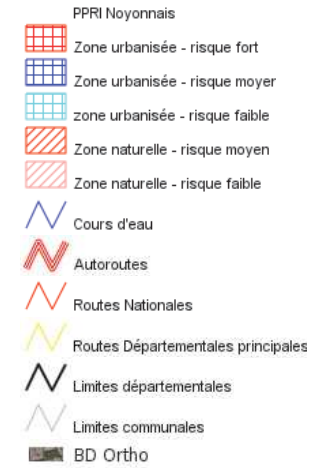 PPRI Noyonnais
Zone urbanisée - risque fort
Zone urbanisée - risque moyer
zone urbanisée - risque faible
Zone naturelle - risque moyen
Zone naturelle - risque faible
Cours d'eau
Autoroutes
Routes Nationales
Routes Départementales principales
Limites départementales
Limites communales
BD Ortho